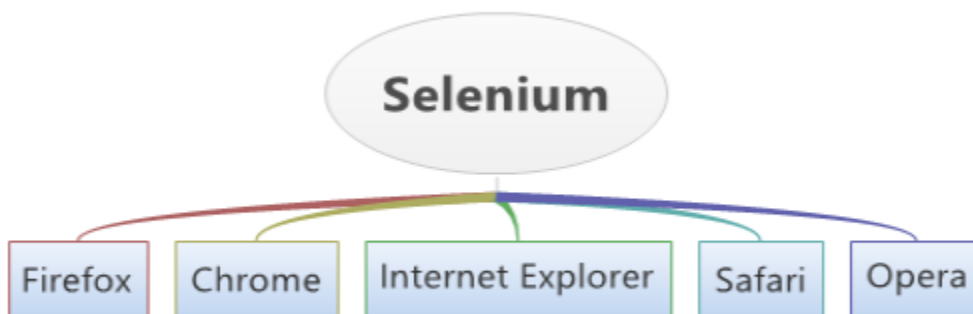 Selenium
Firefox
Chrome
Internet Explorer
Safari
Opera